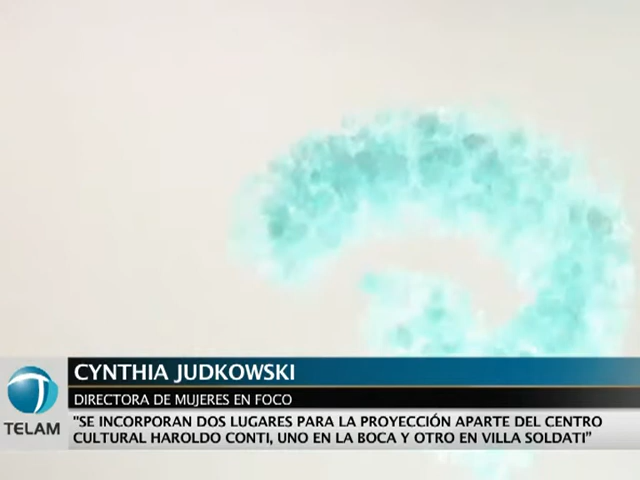 CYNTHIA JUDKOWSKI
DIRECTORA DE MUJERES EN FOCO
TELAM
"SE INCORPORAN DOS LUGARES PARA LA PROYECCIÓN APARTE DEL CENTRO
CULTURAL HAROLDO CONTI, UNO EN LA BOCA Y OTRO EN VILLA SOLDATI"